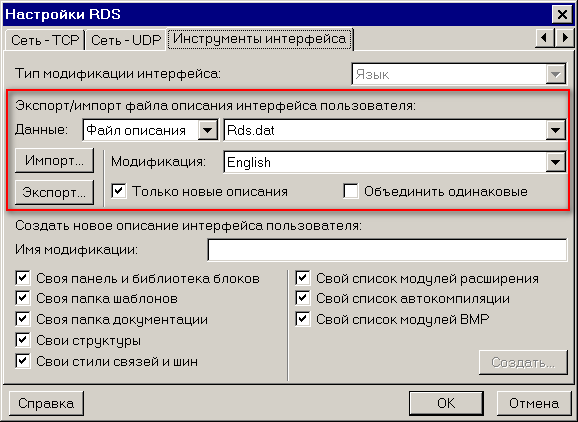 Настройки RDS
Сеть - TCP Сеть - UDP Инструменты интерфейса
Тип модификации интерфейса: Язык
Экспорт/импорт файла описания интерфейса пользователя:
Данные: Файл описания Rds.dat
Импорт... Модификация: English
Экспорт... Только новые описания Объединить одинаковые
Создать новое описание интерфейса пользователя:
Имя модификации:
Своя панель и библиотека блоков Свой список модулей расширения
Своя папка шаблонов Свой список автокомпиляции
Своя папка документации Свой список модулей BMP
Свои структуры
Свои стили связей и шин Создать...
Справка OK Отмена